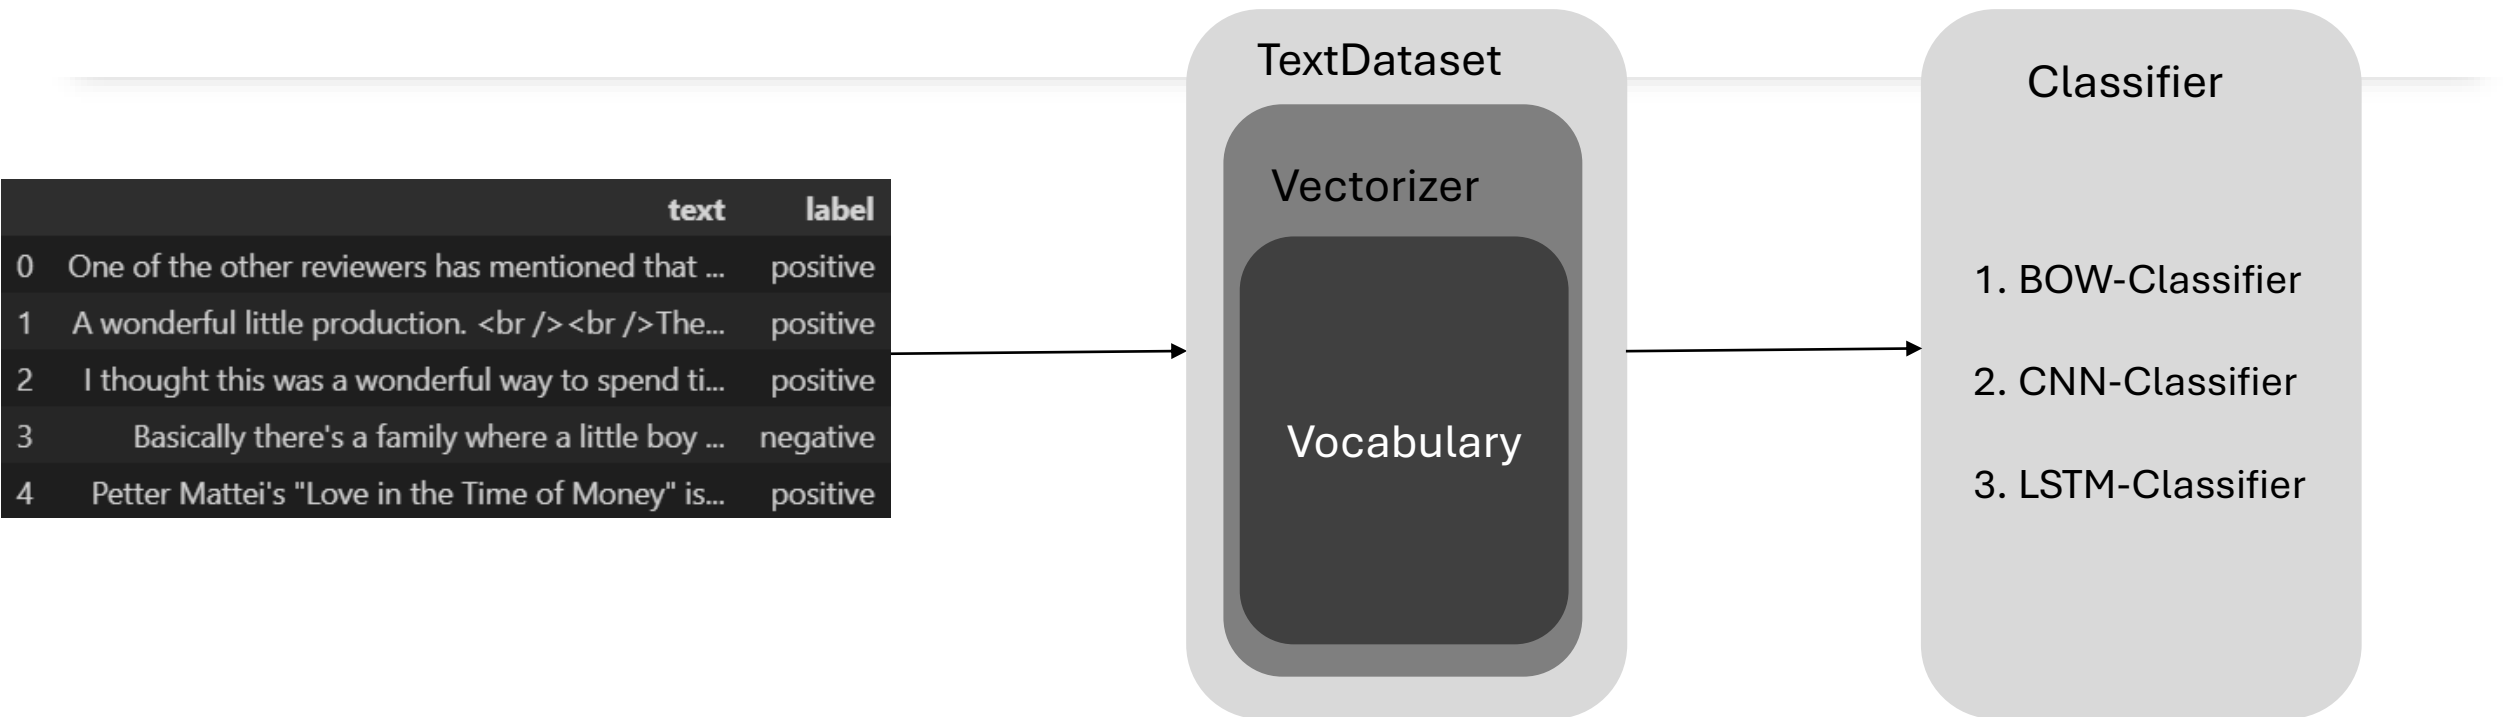 text label
0 One of the other reviewers has mentioned that ... positive
1 A wonderful little production. <br /><br />The... positive
2 I thought this was a wonderful way to spend ti... positive
3 Basically there's a family where a little boy ... negative
4 Petter Mattei's "Love in the Time of Money" is... positive
TextDataset
Vectorizer
Vocabulary
Classifier
1. BOW-Classifier
2. CNN-Classifier
3. LSTM-Classifier